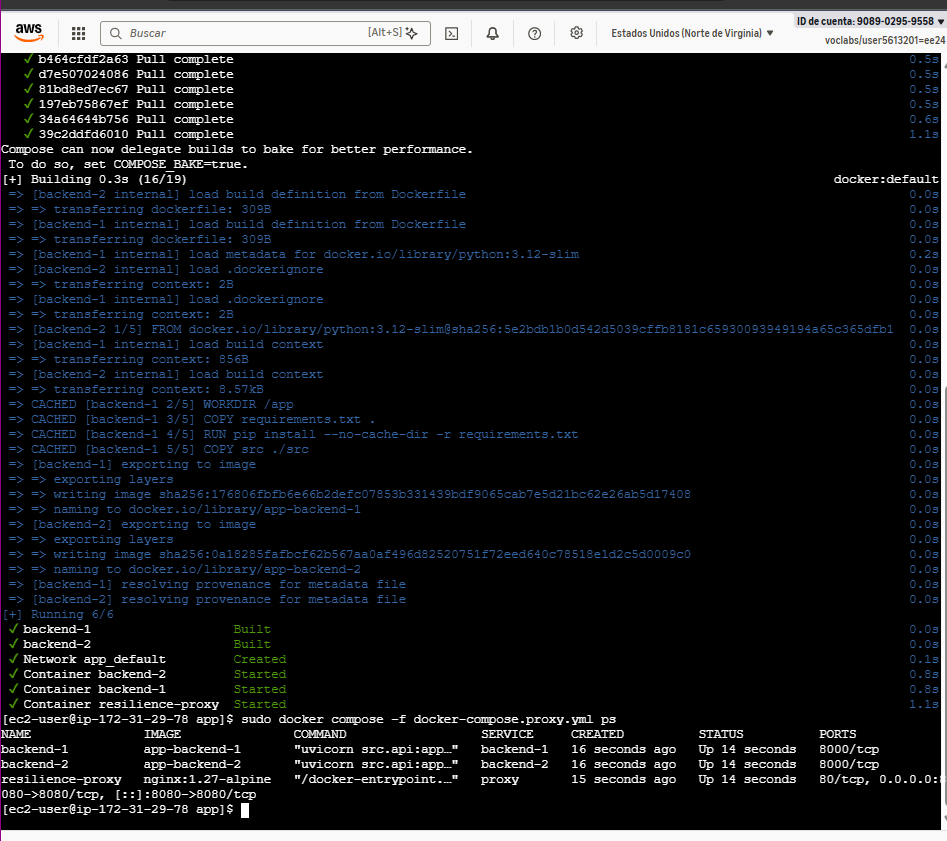 aws
Buscar
[Alt+S]
Estados Unidos (Norte de Virginia) ▼
ID de cuenta: 9089-0295-9558 ▼
voclabs/user5613201=ee24
✓ b464cfdf2a63 Pull complete 0.5s
✓ d7e507024086 Pull complete 0.5s
✓ 81bd8ed7ec67 Pull complete 0.5s
✓ 197eb75867ef Pull complete 0.5s
✓ 34a64644b756 Pull complete 0.6s
✓ 39c2ddfd6010 Pull complete 1.1s
Compose can now delegate builds to bake for better performance.
To do so, set COMPOSE_BAKE=true.
[+] Building 0.3s (16/19) docker:default
=> [backend-2 internal] load build definition from Dockerfile 0.0s
=> => transferring dockerfile: 309B 0.0s
=> [backend-1 internal] load build definition from Dockerfile 0.0s
=> => transferring dockerfile: 309B 0.0s
=> [backend-1 internal] load metadata for docker.io/library/python:3.12-slim 0.2s
=> [backend-2 internal] load .dockerignore 0.0s
=> => transferring context: 2B 0.0s
=> [backend-1 internal] load .dockerignore 0.0s
=> => transferring context: 2B 0.0s
=> [backend-2 1/5] FROM docker.io/library/python:3.12-slim@sha256:5e2bdb1b0d542d5039cffb8181c65930093949194a65c365dfb1 0.0s
=> [backend-1 internal] load build context 0.0s
=> => transferring context: 856B 0.0s
=> [backend-2 internal] load build context 0.0s
=> => transferring context: 8.57kB 0.0s
=> CACHED [backend-1 2/5] WORKDIR /app 0.0s
=> CACHED [backend-1 3/5] COPY requirements.txt . 0.0s
=> CACHED [backend-1 4/5] RUN pip install --no-cache-dir -r requirements.txt 0.0s
=> CACHED [backend-1 5/5] COPY src ./src 0.0s
=> [backend-1] exporting to image 0.0s
=> => exporting layers 0.0s
=> => writing image sha256:176806fbfb6e66b2defc07853b331439bdf9065cab7e5d21bc62e26ab5d17408 0.0s
=> => naming to docker.io/library/app-backend-1 0.0s
=> [backend-2] exporting to image 0.0s
=> => exporting layers 0.0s
=> => writing image sha256:0a18285fafbcf62b567aa0af496d82520751f72eed640c78518e1d2c5d0009c0 0.0s
=> => naming to docker.io/library/app-backend-2 0.0s
=> [backend-1] resolving provenance for metadata file 0.0s
=> [backend-2] resolving provenance for metadata file 0.0s
[+] Running 6/6
✓ backend-1 Built 0.0s
✓ backend-2 Built 0.0s
✓ Network app_default Created 0.1s
✓ Container backend-2 Started 0.8s
✓ Container backend-1 Started 0.8s
✓ Container resilience-proxy Started 1.1s
[ec2-user@ip-172-31-29-78 app]$ sudo docker compose -f docker-compose.proxy.yml ps
NAME IMAGE COMMAND SERVICE CREATED STATUS PORTS
backend-1 app-backend-1 "uvicorn src.api:app…" backend-1 16 seconds ago Up 14 seconds 8000/tcp
backend-2 app-backend-2 "uvicorn src.api:app…" backend-2 16 seconds ago Up 14 seconds 8000/tcp
resilience-proxy nginx:1.27-alpine "/docker-entrypoint.…" proxy 15 seconds ago Up 14 seconds 80/tcp, 0.0.0.0:8
080->8080/tcp, [::]:8080->8080/tcp
[ec2-user@ip-172-31-29-78 app]$